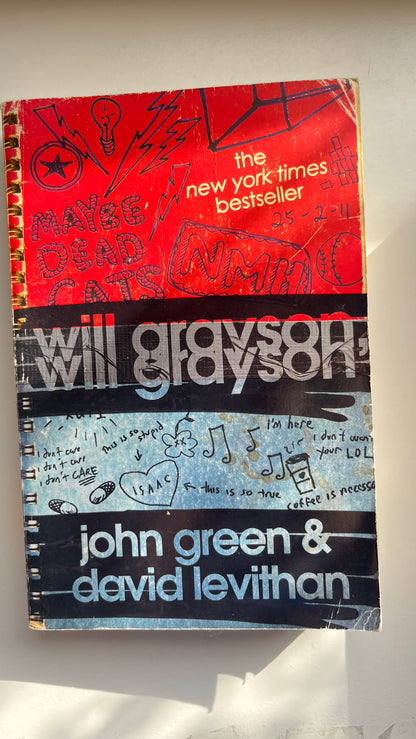 the
new york times
bestseller
25-2-11
MAYBE
DEAD
CATS
NMH
will grayson,
will grayson
i don't care
i don't care
i don't CARE
this is so
stupid
ISAAC
this is so true
I'm here
i don't
your LOL
coffee is
john green &
david levithan